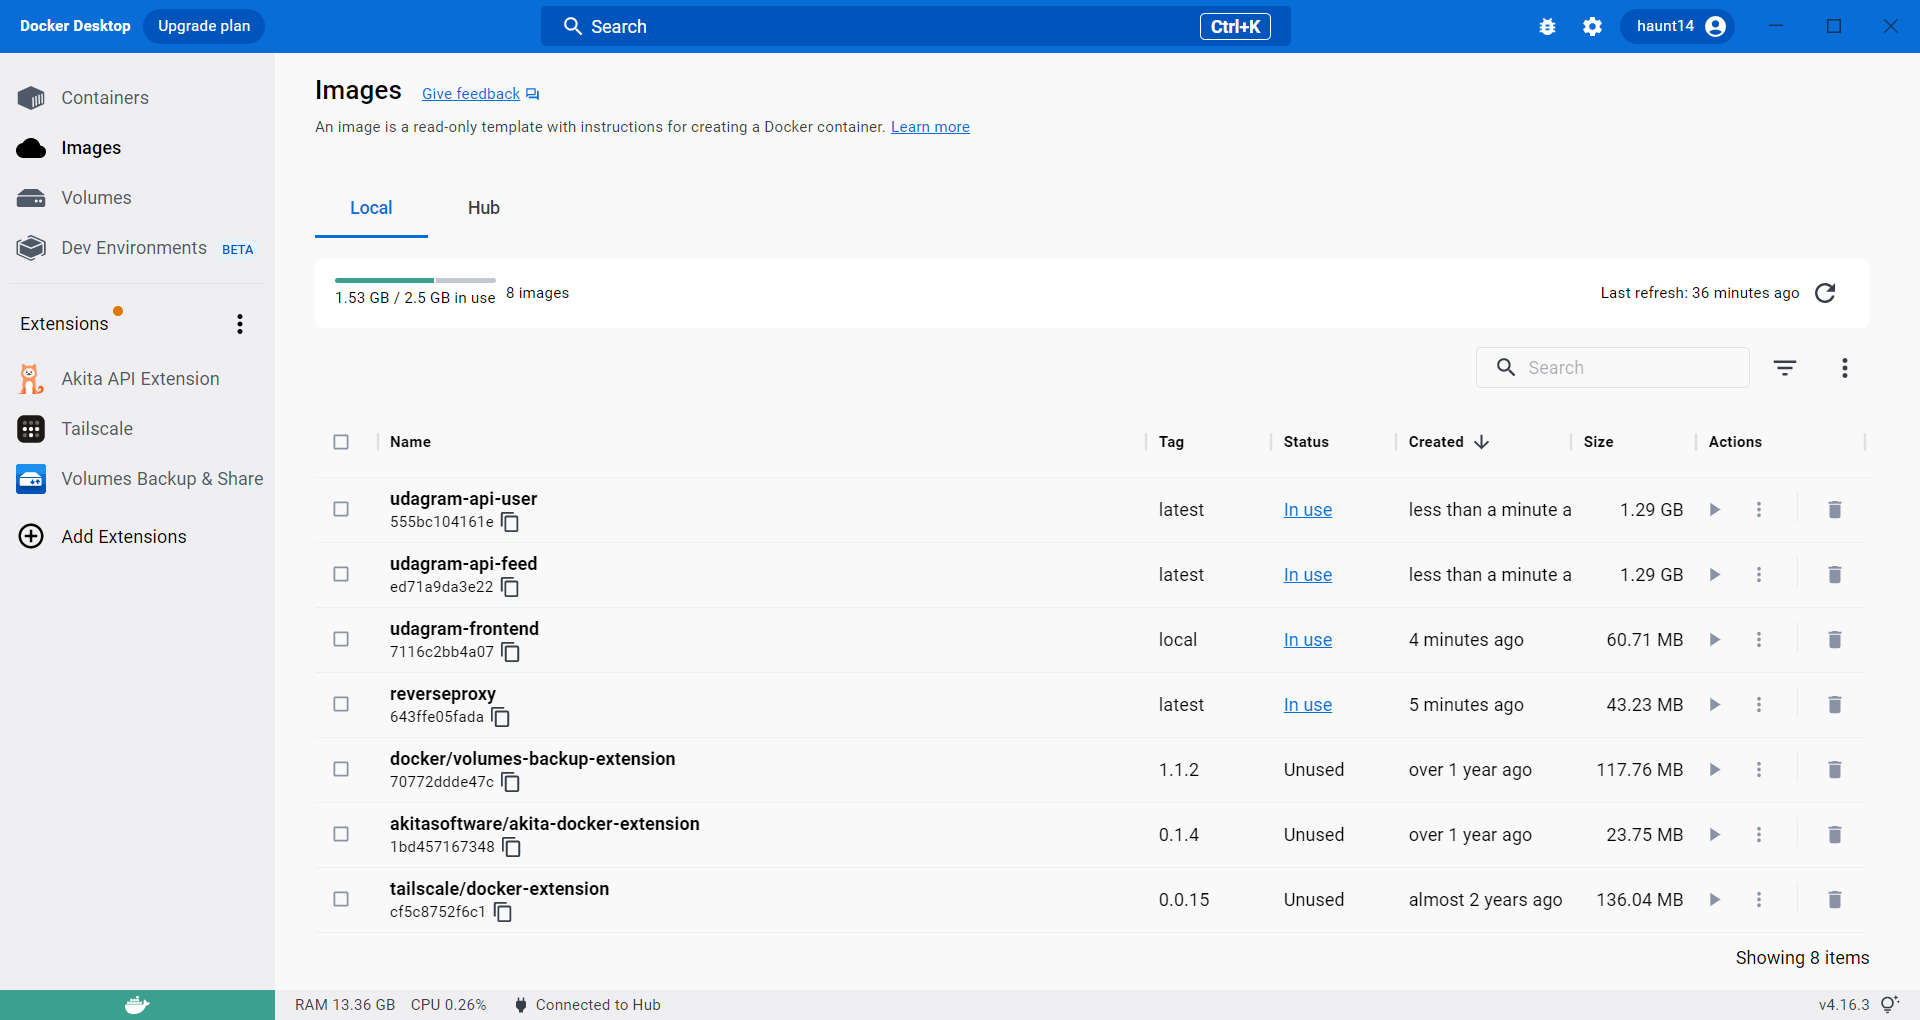 Docker Desktop Upgrade plan Search Ctrl+K haunt14
Containers
Images
Volumes
Dev Environments BETA
Extensions
Akita API Extension
Tailscale
Volumes Backup & Share
Add Extensions
Images Give feedback
An image is a read-only template with instructions for creating a Docker container. Learn more
Local Hub
1.53 GB / 2.5 GB in use 8 images Last refresh: 36 minutes ago
Search
Name Tag Status Created Size Actions
udagram-api-user
555bc104161e
latest In use less than a minute a 1.29 GB
udagram-api-feed
ed71a9da3e22
latest In use less than a minute a 1.29 GB
udagram-frontend
7116c2bb4a07
local In use 4 minutes ago 60.71 MB
reverseproxy
643ffe05fada
latest In use 5 minutes ago 43.23 MB
docker/volumes-backup-extension
70772ddde47c
1.1.2 Unused over 1 year ago 117.76 MB
akitasoftware/akita-docker-extension
1bd457167348
0.1.4 Unused over 1 year ago 23.75 MB
tailscale/docker-extension
cf5c8752f6c1
0.0.15 Unused almost 2 years ago 136.04 MB
Showing 8 items
RAM 13.36 GB CPU 0.26% Connected to Hub v4.16.3